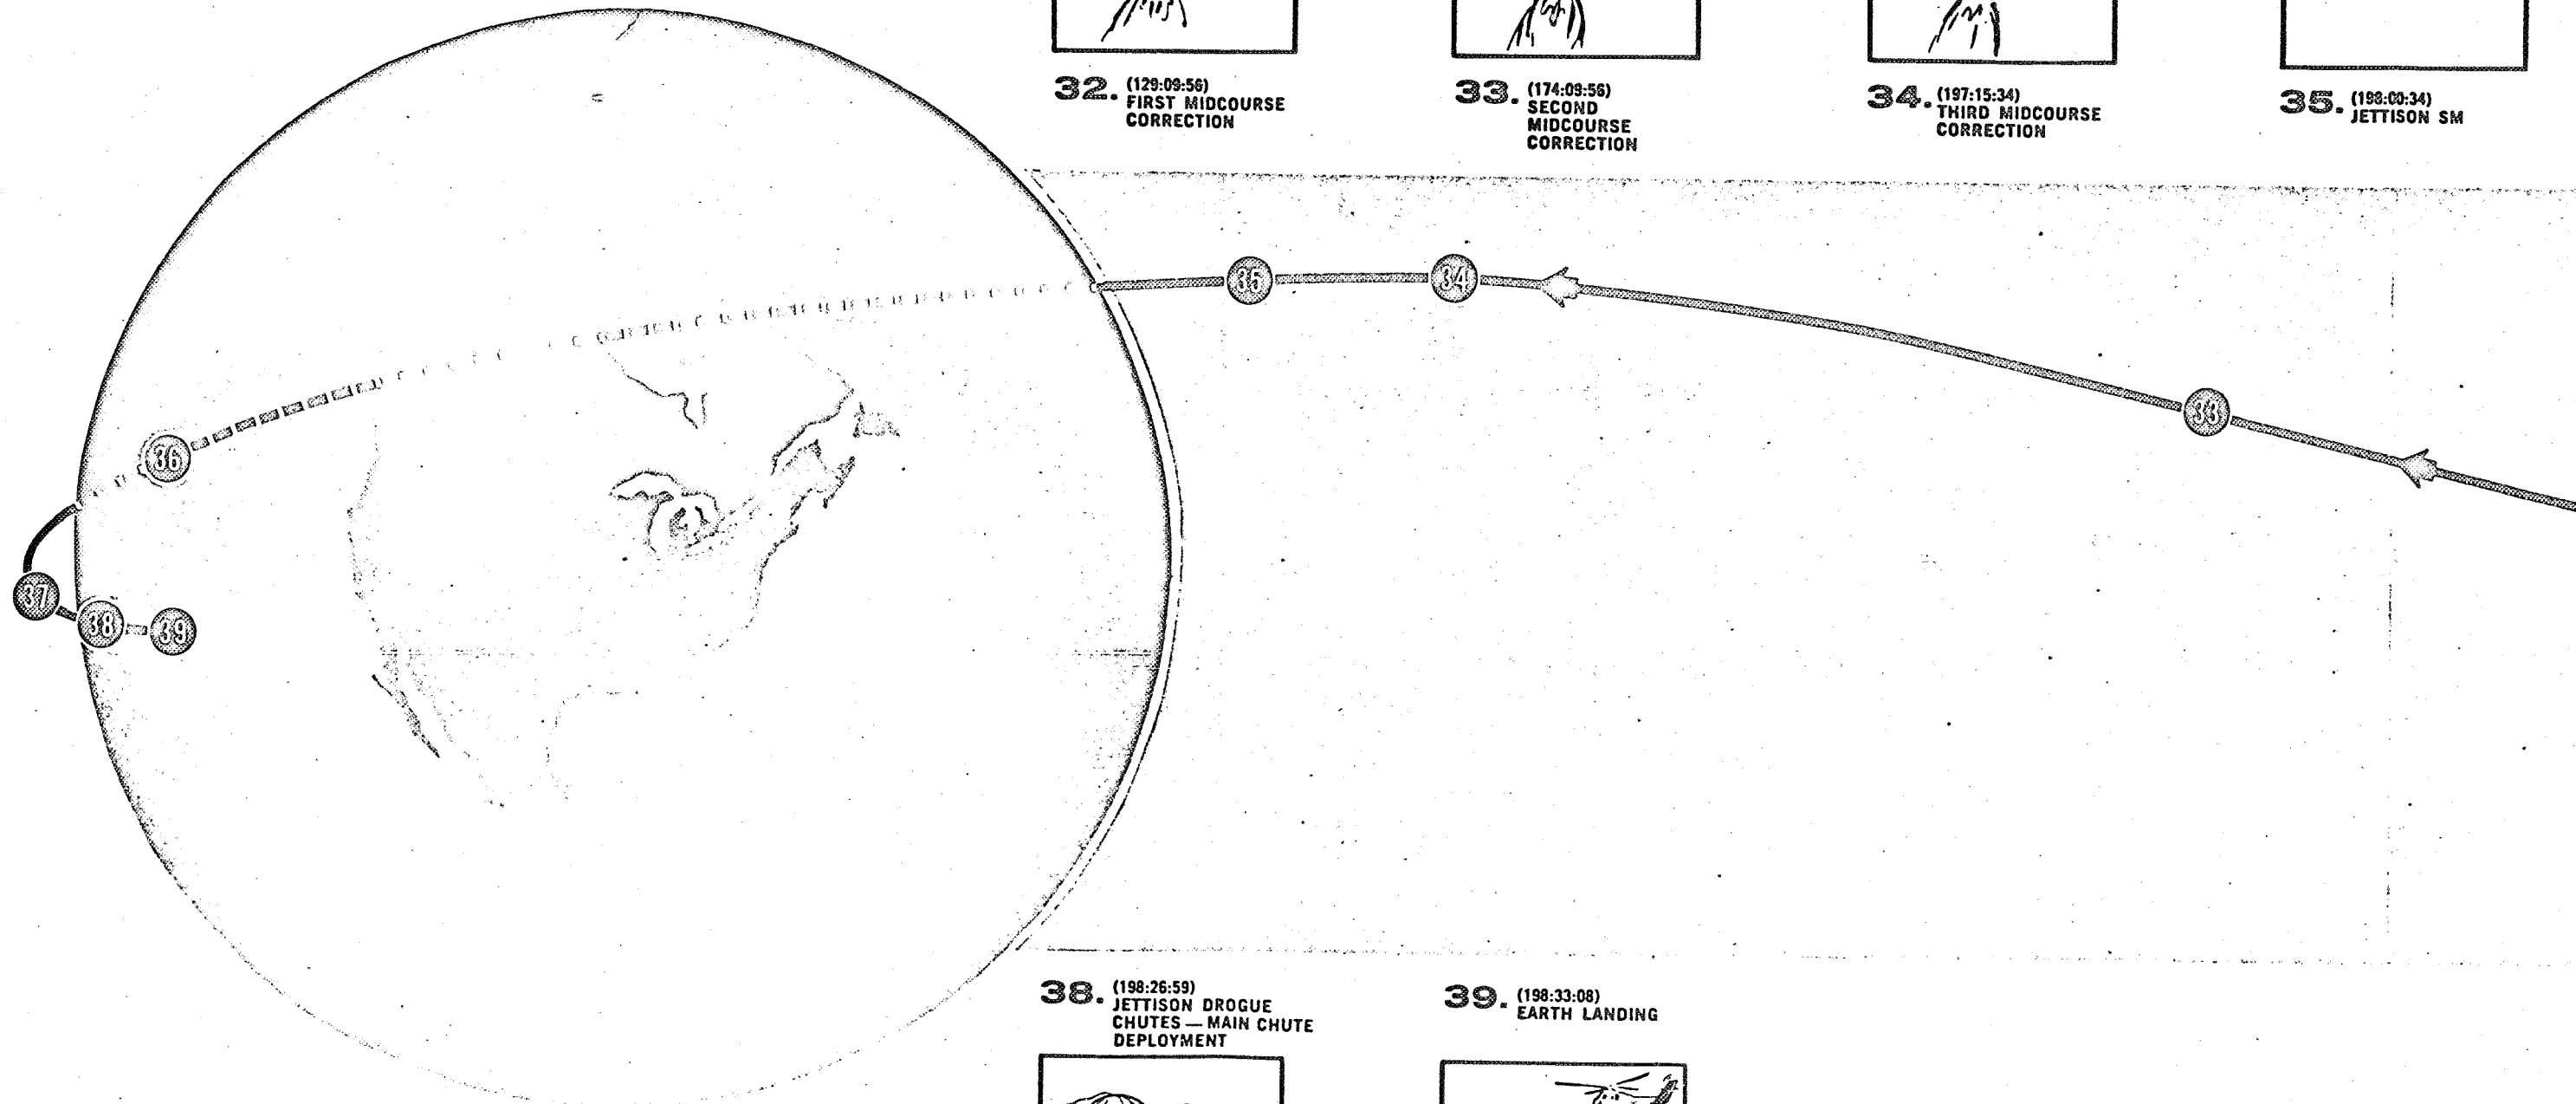 32. (129:09:56)
FIRST MIDCOURSE
CORRECTION
33. (174:09:56)
SECOND
MIDCOURSE
CORRECTION
34. (197:15:34)
THIRD MIDCOURSE
CORRECTION
35. (198:00:34)
JETTISON SM
35
34
33
36
37
38
39
38. (198:26:59)
JETTISON DROGUE
CHUTES — MAIN CHUTE
DEPLOYMENT
39. (198:33:08)
EARTH LANDING